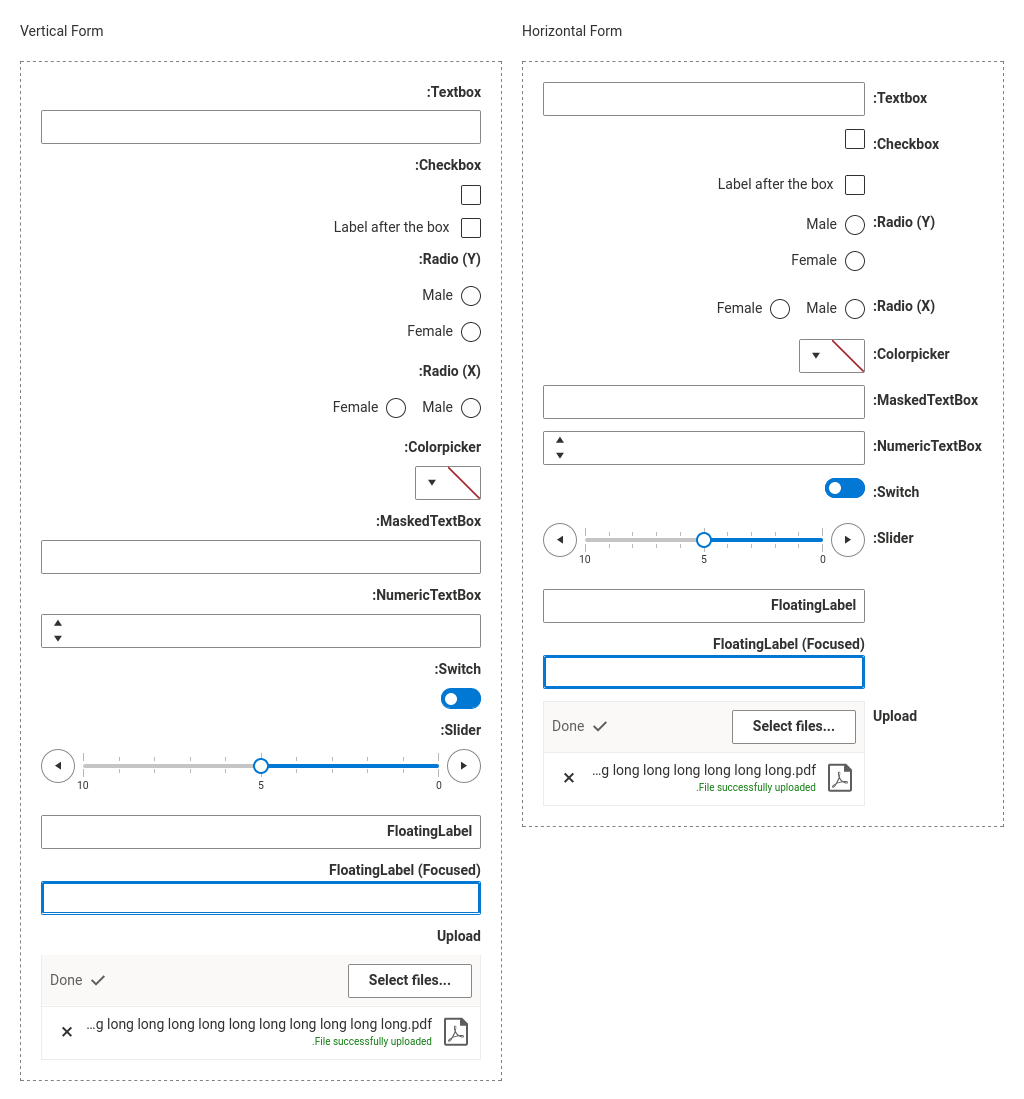 Vertical Form
:Textbox
:Checkbox
Label after the box
:Radio (Y)
Male
Female
:Radio (X)
Female Male
:Colorpicker
:MaskedTextBox
:NumericTextBox
:Switch
:Slider
10 5 0
FloatingLabel
FloatingLabel (Focused)
Upload
Done Select files...
...g long long long long long long long long long long.pdf
.File successfully uploaded
Horizontal Form
:Textbox
:Checkbox
Label after the box
Male :Radio (Y)
Female
Female Male :Radio (X)
:Colorpicker
:MaskedTextBox
:NumericTextBox
:Switch
:Slider
10 5 0
FloatingLabel
FloatingLabel (Focused)
Upload
Done Select files...
...g long long long long long long.pdf
.File successfully uploaded